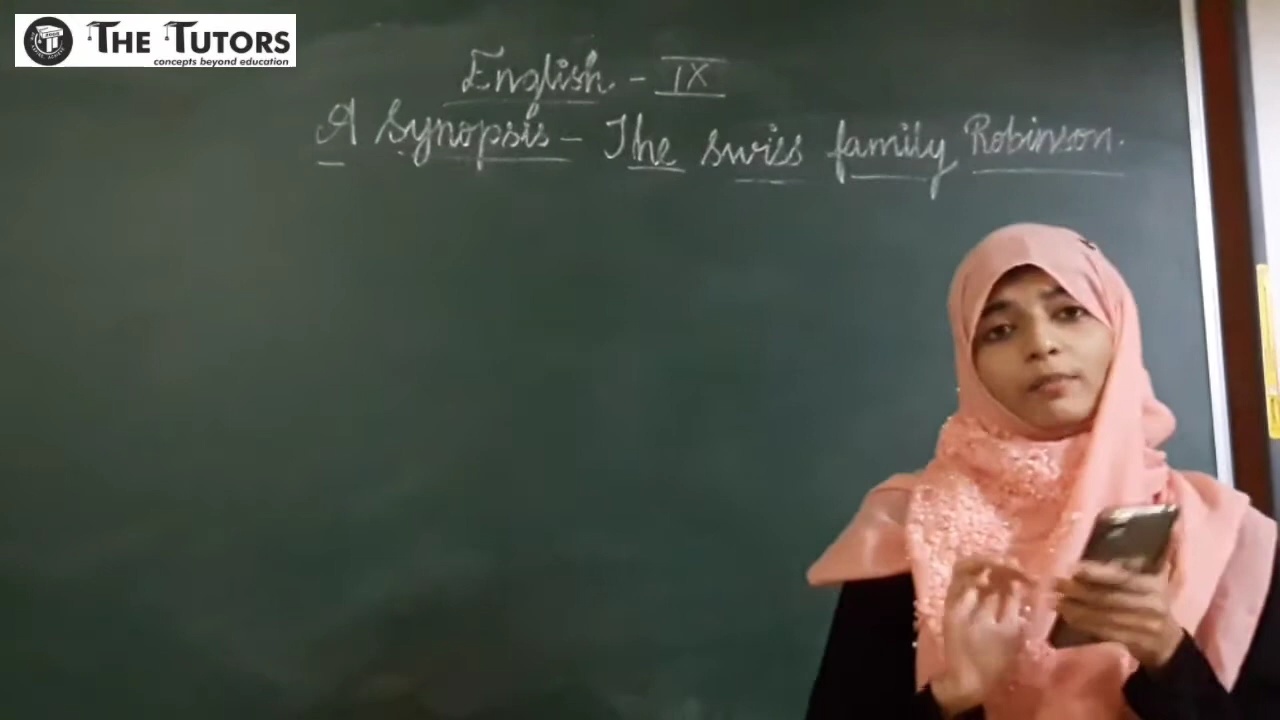 THE TUTORS
concepts beyond education
English. - IX
A Synopsis - The swiss family Robinson.